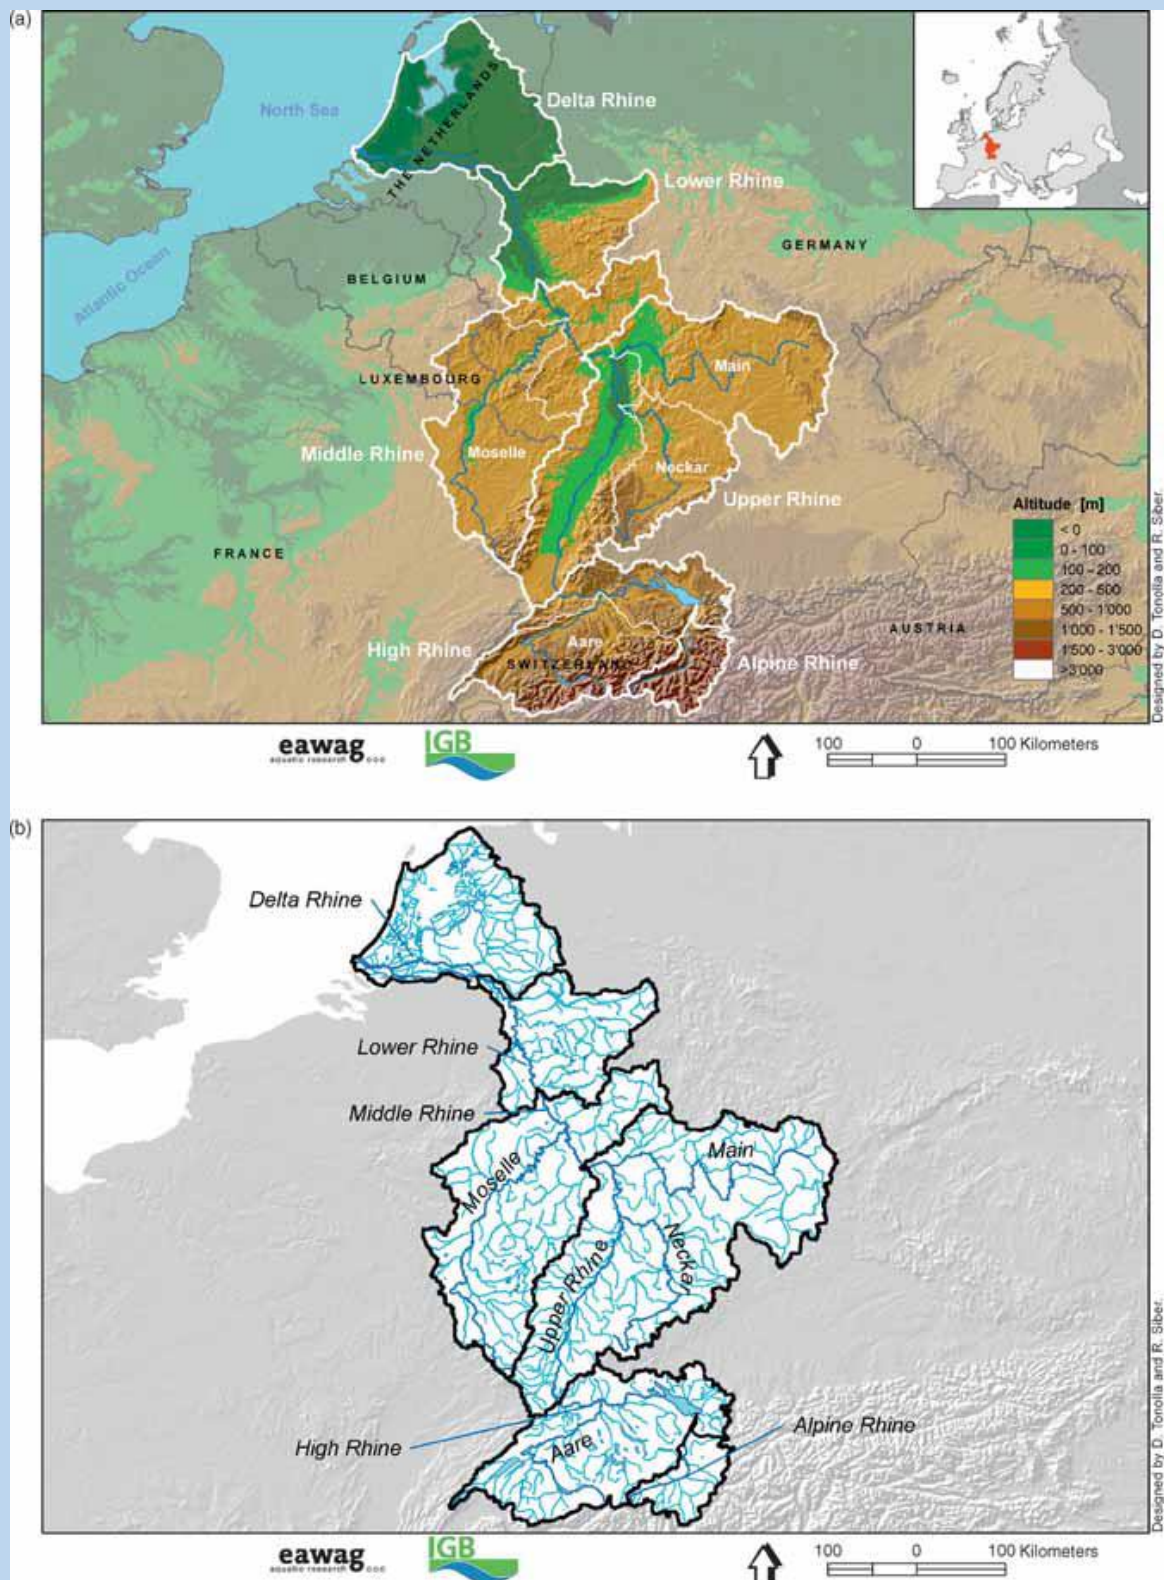 (a)
North Sea
THE NETHERLANDS
Delta Rhine
Lower Rhine
GERMANY
Atlantic Ocean
BELGIUM
LUXEMBOURG
Main
Middle Rhine
Moselle
Neckar
Upper Rhine
FRANCE
Altitude [m]
< 0
0 - 100
100 - 200
200 - 500
500 - 1'000
1'000 - 1'500
1'500 - 3'000
>3'000
AUSTRIA
High Rhine
Aare
SWITZERLAND
Alpine Rhine
Designed by D. Tonolla and R. Siber.
eawag
aquatic research
IGB
100 0 100 Kilometers
(b)
Delta Rhine
Lower Rhine
Middle Rhine
Moselle
Main
Neckar
Upper Rhine
High Rhine
Aare
Alpine Rhine
Designed by D. Tonolla and R. Siber.
eawag
aquatic research
IGB
100 0 100 Kilometers